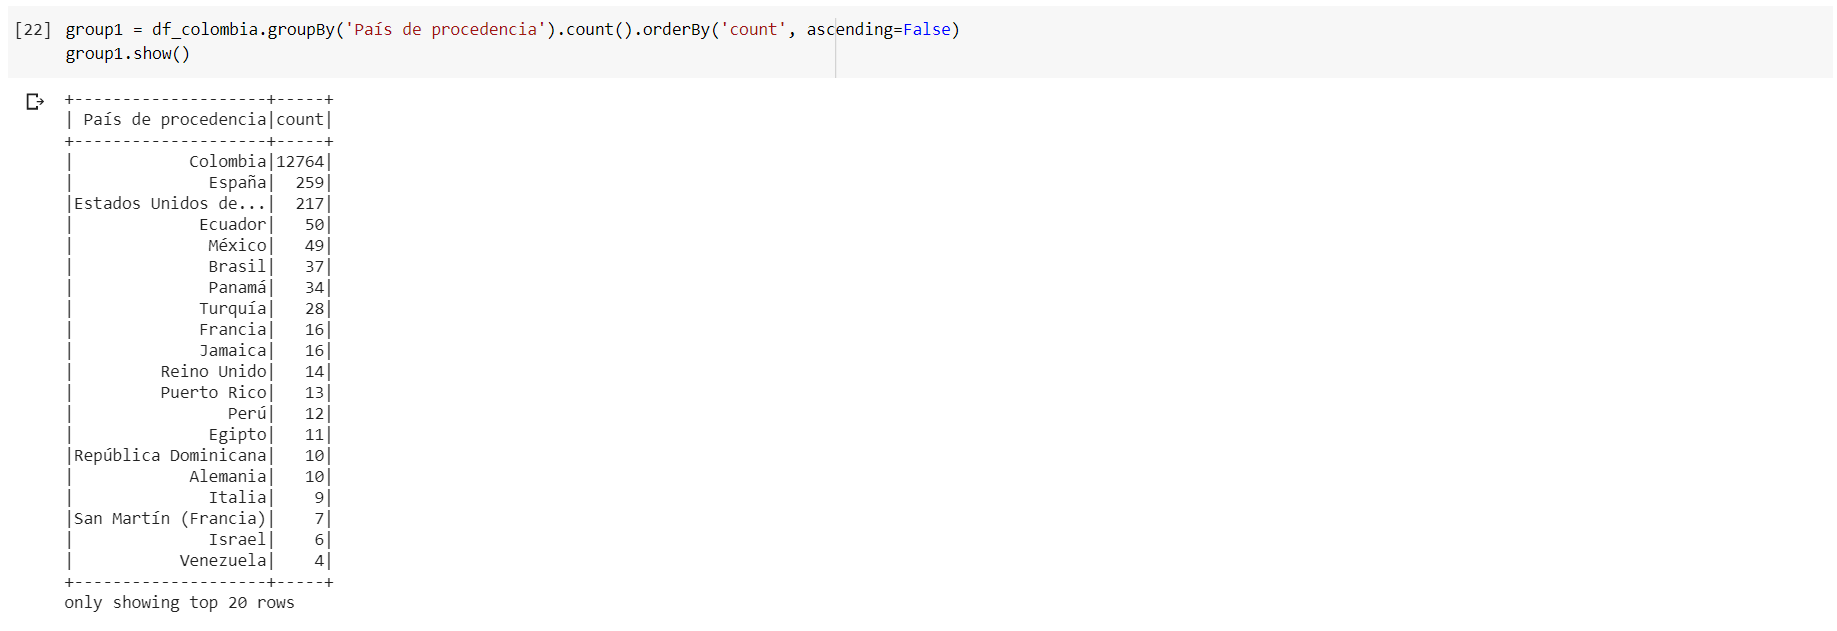 [22] group1 = df_colombia.groupBy('País de procedencia').count().orderBy('count', ascending=False)
group1.show()
+--------------------+-----+
| País de procedencia|count|
+--------------------+-----+
|            Colombia|12764|
|              España|  259|
|Estados Unidos de...|  217|
|             Ecuador|   50|
|              México|   49|
|              Brasil|   37|
|              Panamá|   34|
|             Turquía|   28|
|             Francia|   16|
|             Jamaica|   16|
|         Reino Unido|   14|
|         Puerto Rico|   13|
|                Perú|   12|
|              Egipto|   11|
|República Dominicana|   10|
|            Alemania|   10|
|              Italia|    9|
|San Martín (Francia)|    7|
|              Israel|    6|
|           Venezuela|    4|
+--------------------+-----+
only showing top 20 rows